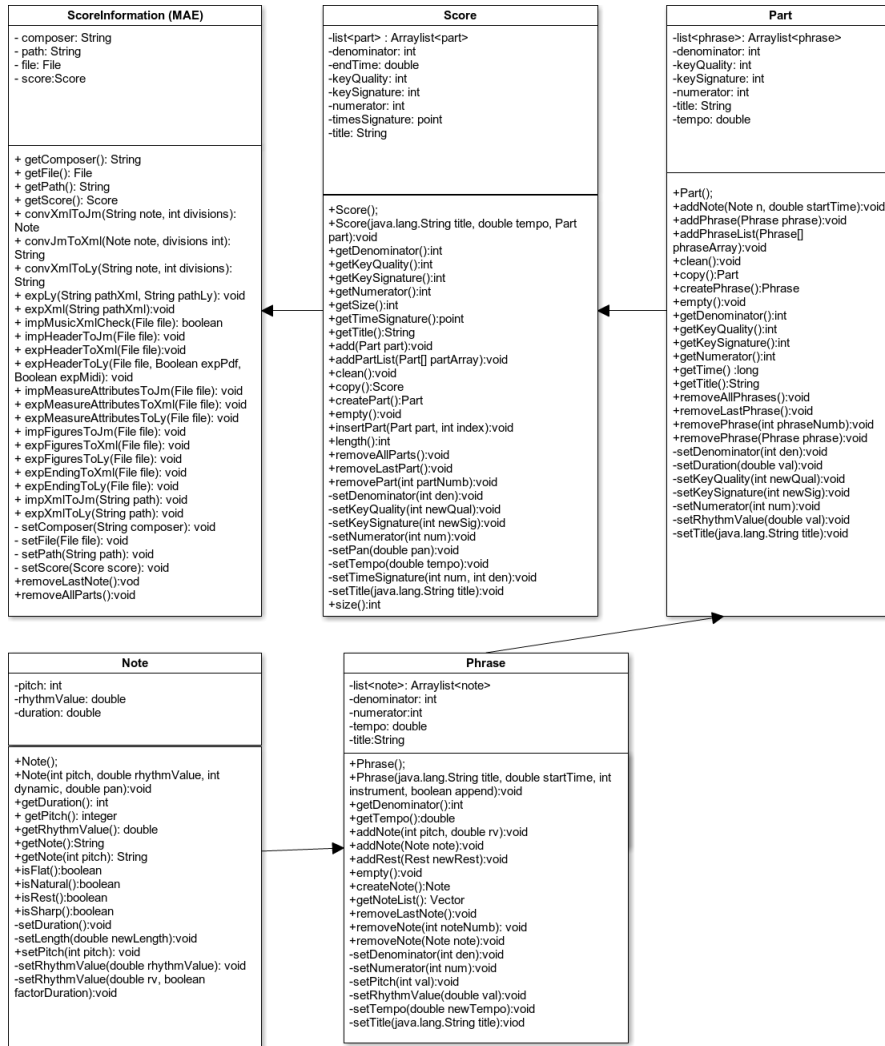 ScoreInformation (MAE)
- composer: String
- path: String
- file: File
- score:Score
+ getComposer(): String
+ getFile(): File
+ getPath(): String
+ getScore(): Score
+ convXmlToJm(String note, int divisions):
Note
+ convJmToXml(Note note, divisions int):
String
+ convXmlToLy(String note, int divisions):
String
+ expLy(String pathXml, String pathLy): void
+ expXml(String pathXml):void
+ impMusicXmlCheck(File file): boolean
+ impHeaderToJm(File file): void
+ expHeaderToXml(File file):void
+ expHeaderToLy(File file, Boolean expPdf,
Boolean expMidi): void
+ impMeasureAttributesToJm(File file): void
+ expMeasureAttributesToXml(File file): void
+ expMeasureAttributesToLy(File file): void
+ impFiguresToJm(File file): void
+ expFiguresToXml(File file): void
+ expFiguresToLy(File file): void
+ expEndingToXml(File file): void
+ expEndingToLy(File file): void
+ impXmlToJm(String path): void
+ expXmlToLy(String path): void
- setComposer(String composer): void
- setFile(File file): void
- setPath(String path): void
- setScore(Score score): void
+removeLastNote():vod
+removeAllParts():void
Score
-list<part> : Arraylist<part>
-denominator: int
-endTime: double
-keyQuality: int
-keySignature: int
-numerator: int
-timesSignature: point
-title: String
+Score();
+Score(java.lang.String title, double tempo, Part
part):void
+getDenominator():int
+getKeyQuality():int
+getKeySignature():int
+getNumerator():int
+getSize():int
+getTimeSignature():point
+getTitle():String
+add(Part part):void
+addPartList(Part[] partArray):void
+clean():void
+copy():Score
+createPart():Part
+empty():void
+insertPart(Part part, int index):void
+length():int
+removeAllParts():void
+removeLastPart():void
+removePart(int partNumb):void
-setDenominator(int den):void
-setKeyQuality(int newQual):void
-setKeySignature(int newSig):void
-setNumerator(int num):void
-setPan(double pan):void
-setTempo(double tempo):void
-setTimeSignature(int num, int den):void
-setTitle(java.lang.String title):void
+size():int
Part
-list<phrase>: Arraylist<phrase>
-denominator: int
-keyQuality: int
-keySignature: int
-numerator: int
-title: String
-tempo: double
+Part();
+addNote(Note n, double startTime):void
+addPhrase(Phrase phrase):void
+addPhraseList(Phrase[]
phraseArray):void
+clean():void
+copy():Part
+createPhrase():Phrase
+empty():void
+getDenominator():int
+getKeyQuality():int
+getKeySignature():int
+getNumerator():int
+getTime() :long
+getTitle():String
+removeAllPhrases():void
+removeLastPhrase():void
+removePhrase(int phraseNumb):void
+removePhrase(Phrase phrase):void
-setDenominator(int den):void
-setDuration(double val):void
-setKeyQuality(int newQual):void
-setKeySignature(int newSig):void
-setNumerator(int num):void
-setRhythmValue(double val):void
-setTitle(java.lang.String title):void
Note
-pitch: int
-rhythmValue: double
-duration: double
+Note();
+Note(int pitch, double rhythmValue, int
dynamic, double pan):void
+getDuration(): int
+ getPitch(): integer
+getRhythmValue(): double
+getNote():String
+getNote(int pitch): String
+isFlat():boolean
+isNatural():boolean
+isRest():boolean
+isSharp():boolean
-setDuration():void
-setLength(double newLength):void
+setPitch(int pitch): void
-setRhythmValue(double rhythmValue): void
-setRhythmValue(double rv, boolean
factorDuration):void
Phrase
-list<note>: Arraylist<note>
-denominator: int
-numerator:int
-tempo: double
-title:String
+Phrase();
+Phrase(java.lang.String title, double startTime, int
instrument, boolean append):void
+getDenominator():int
+getTempo():double
+addNote(int pitch, double rv):void
+addNote(Note note):void
+addRest(Rest newRest):void
+empty():void
+createNote():Note
+getNoteList(): Vector
+removeLastNote():void
+removeNote(int noteNumb): void
+removeNote(Note note):void
-setDenominator(int den):void
-setNumerator(int num):void
-setPitch(int val):void
-setRhythmValue(double val):void
-setTempo(double newTempo):void
-setTitle(java.lang.String title):viod